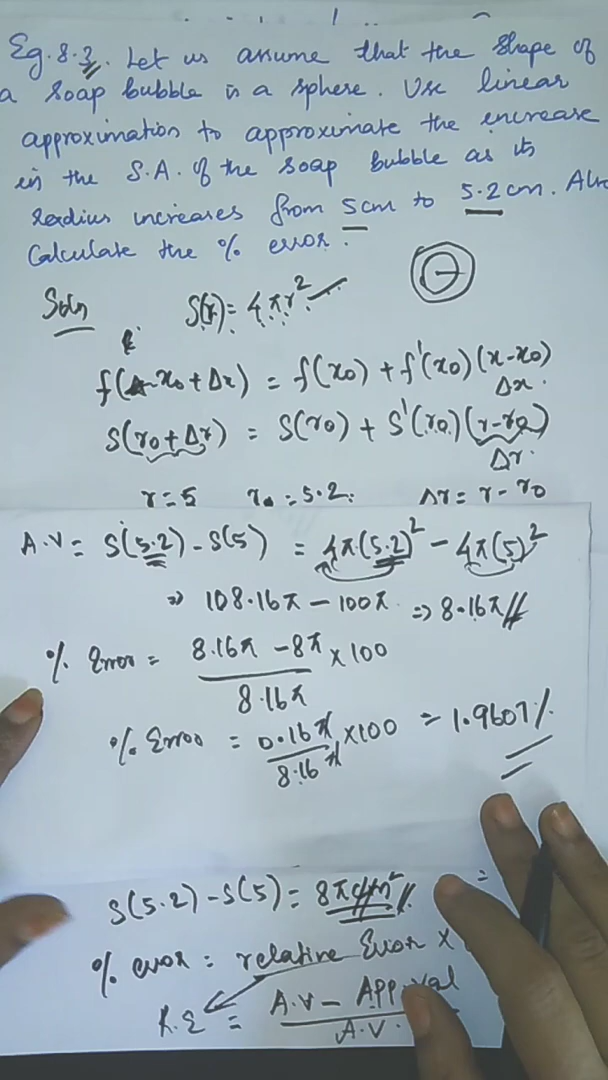 Eg. 8.3. Let us assume that the shape of
a soap bubble is a sphere. Use linear
approximation to approximate the encrease
in the S.A. of the soap bubble as its
radius increases from 5cm to 5.2cm. Also
Calculate the % error.
Soln S(r) = 4πr²
f(x₀+Δx) = f(x₀) + f'(x₀)(x-x₀)
Δx.
S(r₀+Δr) = S(r₀) + S'(r₀)(r-r₀)
Δr.
r=5 =5.2. Δr = r-r₀
A.V = S(5.2) - S(5) = 4π(5.2)² - 4π(5)²
⇒ 108.16π - 100π. ⇒ 8.16π
% Error = 8.16π - 8π / 8.16π × 100
% Error = 0.16π / 8.16π × 100 = 1.9607%.
S(5.2) - S(5) = 8π cm² =
% error = relative Error ×
R.E = A.V - App. val / A.V.